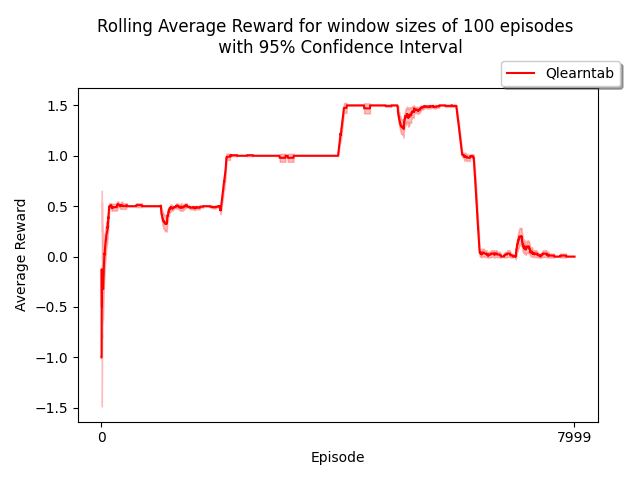 Rolling Average Reward for window sizes of 100 episodes
with 95% Confidence Interval
Qlearntab
Average Reward
1.5
1.0
0.5
0.0
−0.5
−1.0
−1.5
0
7999
Episode